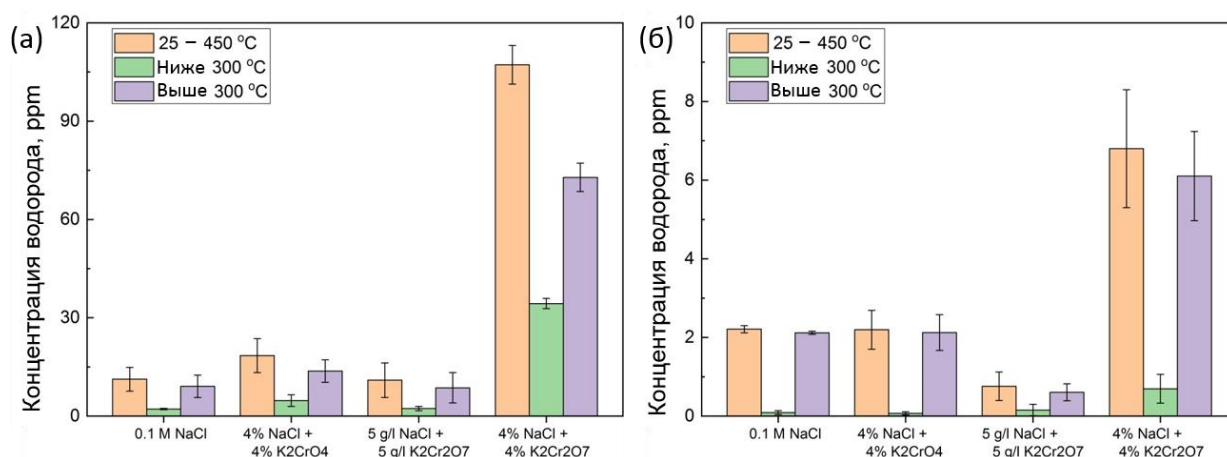 (а)
Концентрация водорода, ppm
120
90
60
30
0
25 – 450 °C
Ниже 300 °C
Выше 300 °C
0.1 M NaCl
4% NaCl +
4% K2CrO4
5 g/l NaCl +
5 g/l K2Cr2O7
4% NaCl +
4% K2Cr2O7
(б)
Концентрация водорода, ppm
10
8
6
4
2
0
25 – 450 °C
Ниже 300 °C
Выше 300 °C
0.1 M NaCl
4% NaCl +
4% K2CrO4
5 g/l NaCl +
5 g/l K2Cr2O7
4% NaCl +
4% K2Cr2O7